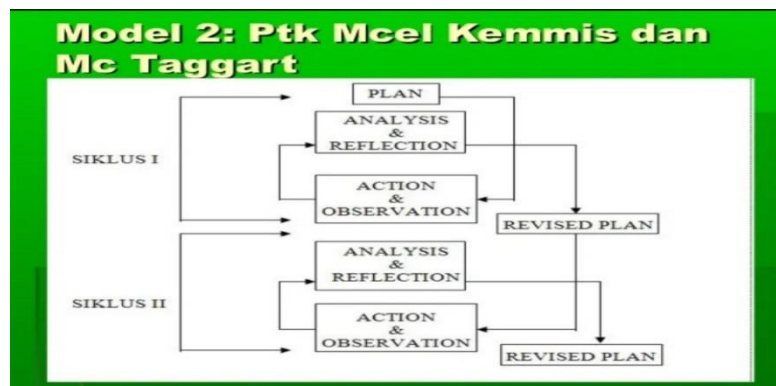 Model 2: Ptk Mcel Kemmis dan
Mc Taggart
PLAN
ANALYSIS
&
REFLECTION
SIKLUS I
ACTION
&
OBSERVATION
REVISED PLAN
ANALYSIS
&
REFLECTION
SIKLUS II
ACTION
&
OBSERVATION
REVISED PLAN